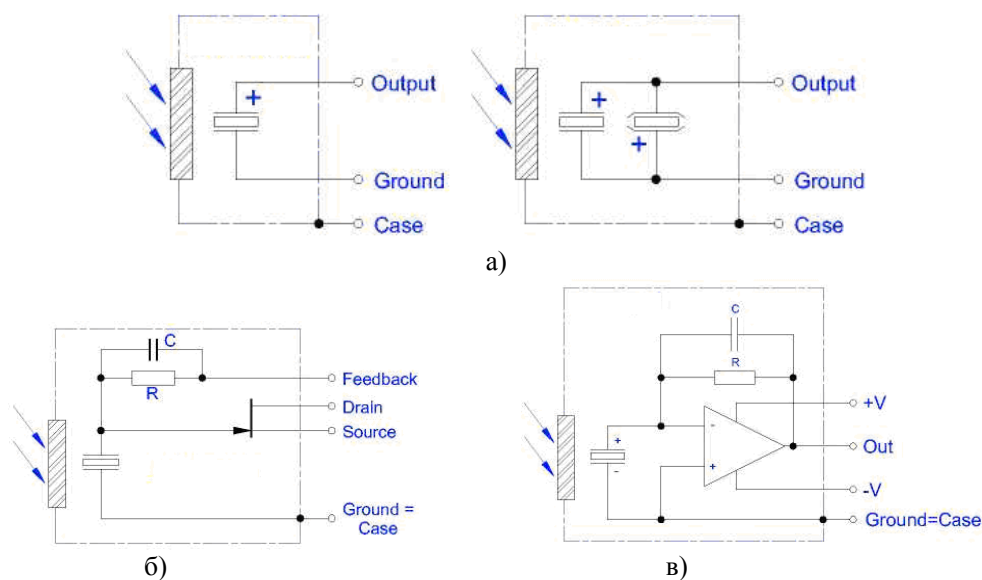 +
Output
Ground
Case
+
+
Output
Ground
Case
а)
C
R
Feedback
Drain
Source
Ground =
Case
б)
C
R
+
-
-
+
+V
Out
-V
Ground=Case
в)